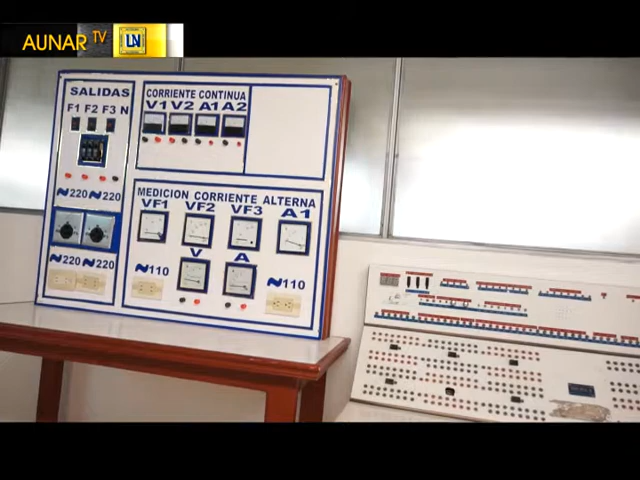 AUNAR TV
LN
SALIDAS
F1 F2 F3 N
220 220
220 220
CORRIENTE CONTINUA
V1 V2 A1 A2
MEDICION CORRIENTE ALTERNA
VF1 VF2 VF3 A1
V A
110 110